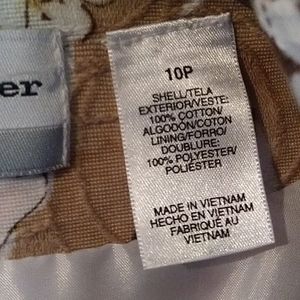 er
10P
SHELL/TELA
EXTERIOR/VESTE:
100% COTTON/
ALGODÓN/COTON
LINING/FORRO/
DOUBLURE:
100% POLYESTER/
POLIÉSTER
MADE IN VIETNAM
HECHO EN VIETNAM
FABRIQUÉ AU
VIETNAM